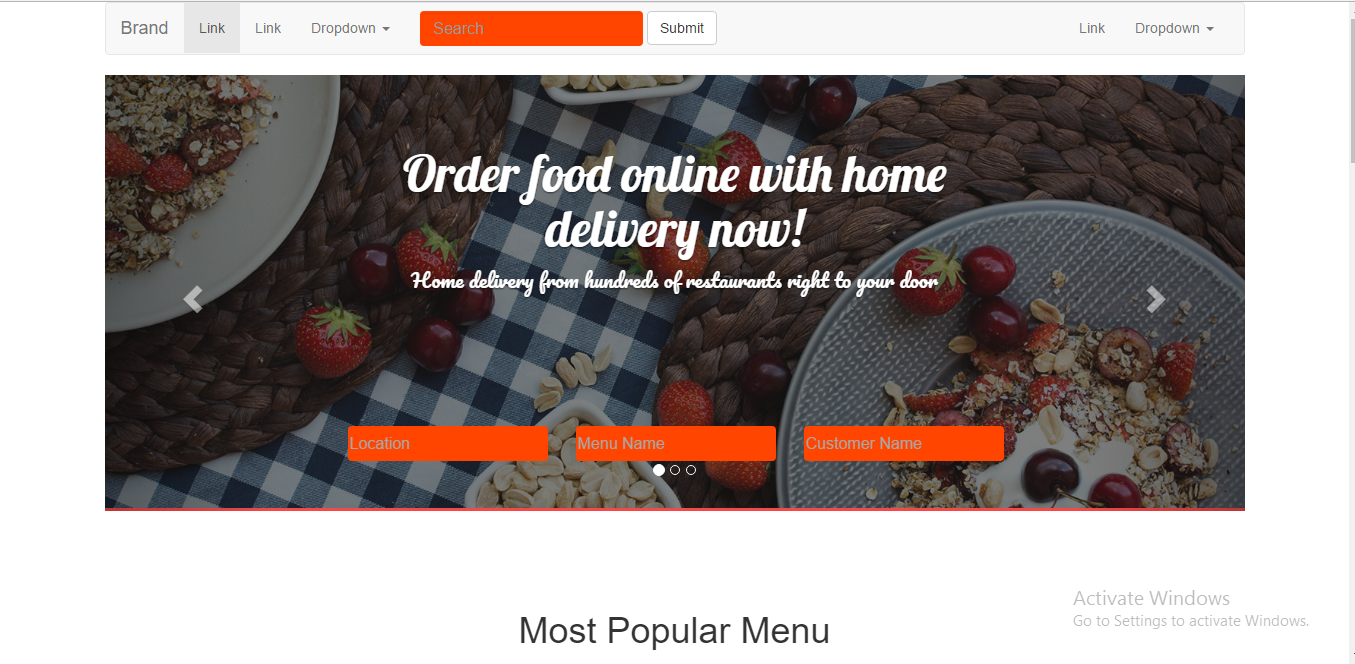 Brand Link Link Dropdown Search Submit Link Dropdown
Order food online with home
delivery now!
Home delivery from hundreds of restaurants right to your door
Location Menu Name Customer Name
Activate Windows
Go to Settings to activate Windows.
Most Popular Menu